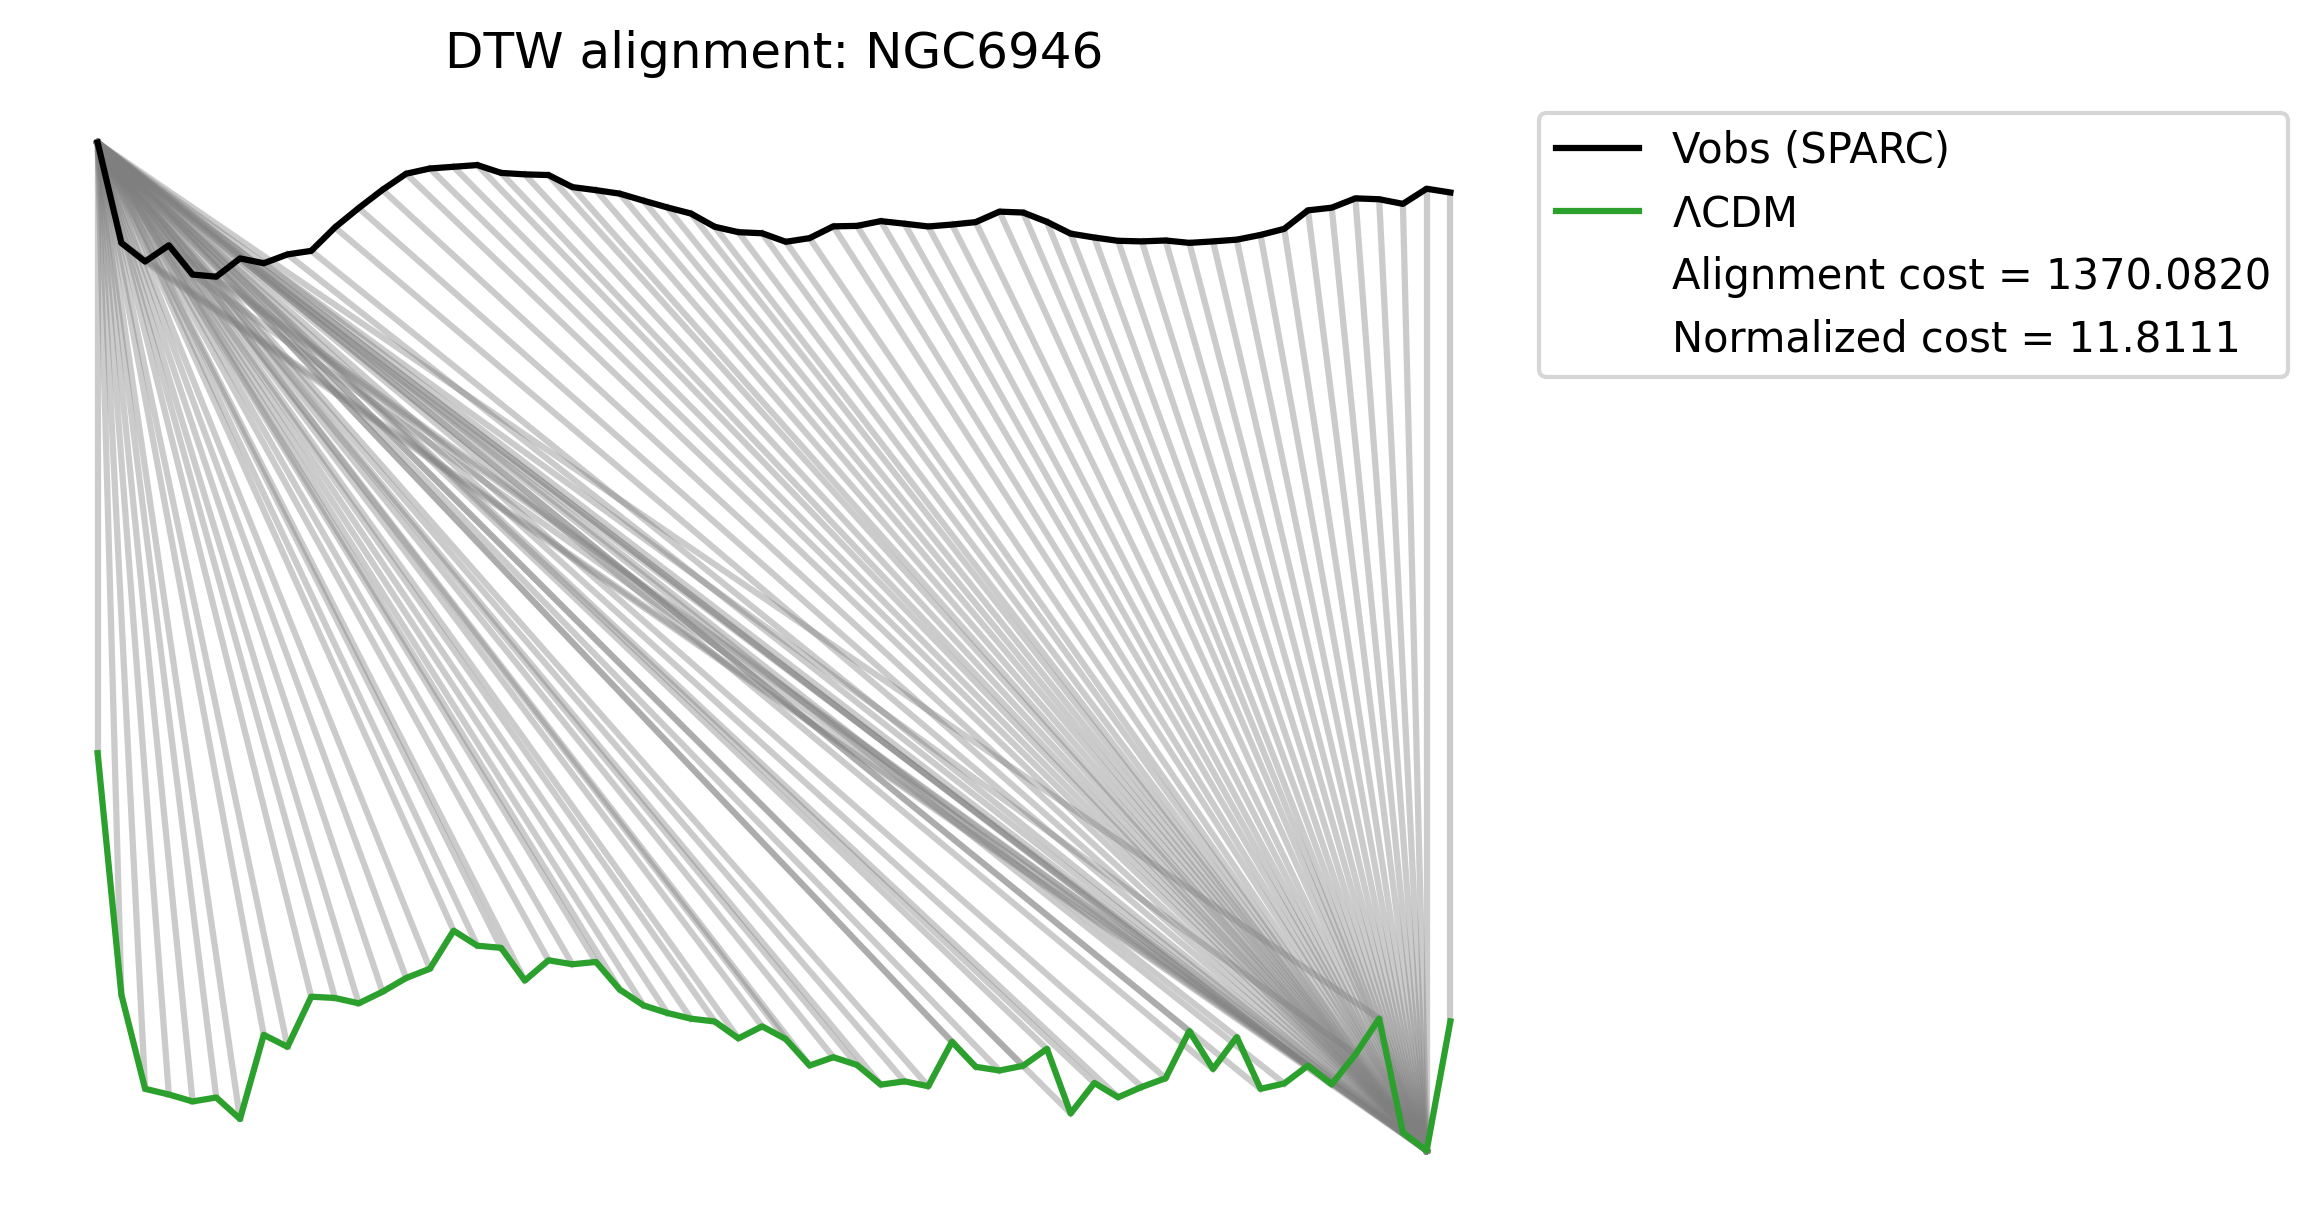 DTW alignment: NGC6946
Vobs (SPARC)
ΛCDM
Alignment cost = 1370.0820
Normalized cost = 11.8111